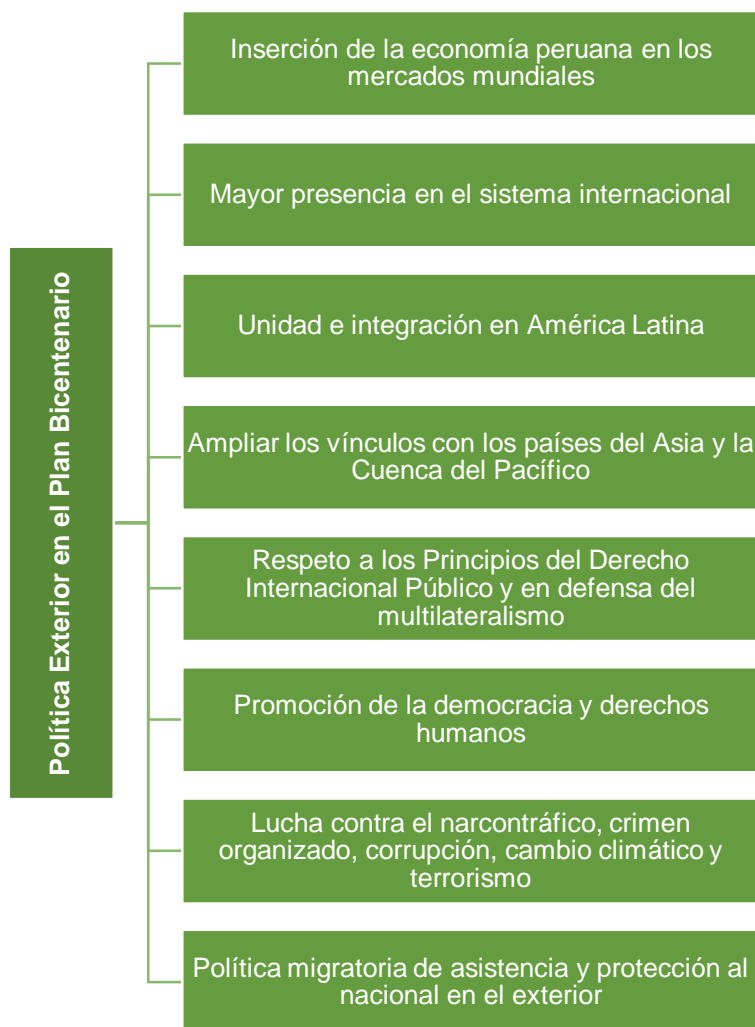 Política Exterior en el Plan Bicentenario
Inserción de la economía peruana en los
mercados mundiales
Mayor presencia en el sistema internacional
Unidad e integración en América Latina
Ampliar los vínculos con los países del Asia y la
Cuenca del Pacífico
Respeto a los Principios del Derecho
Internacional Público y en defensa del
multilateralismo
Promoción de la democracia y derechos
humanos
Lucha contra el narcontráfico, crimen
organizado, corrupción, cambio climático y
terrorismo
Política migratoria de asistencia y protección al
nacional en el exterior